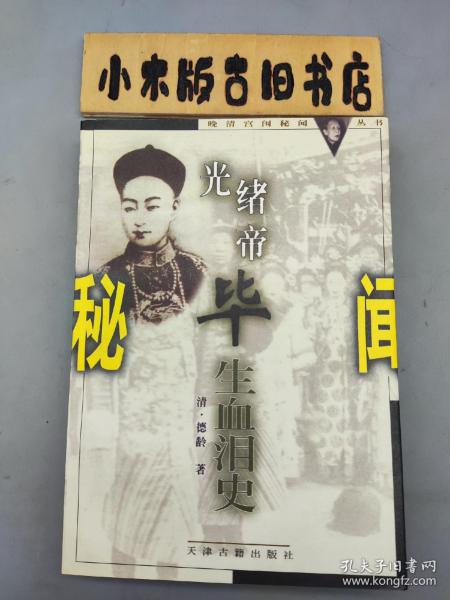 小木版古旧书店
晚清宫闱秘闻
丛书
光绪帝
毕生血泪史
秘闻
清·德龄 著
天津古籍出版社
孔夫子旧书网
www.kongfz.com